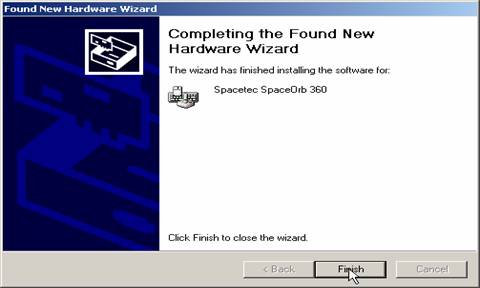 Found New Hardware Wizard
Completing the Found New
Hardware Wizard
The wizard has finished installing the software for:
Spacetec SpaceOrb 360
Click Finish to close the wizard.
< Back Finish Cancel